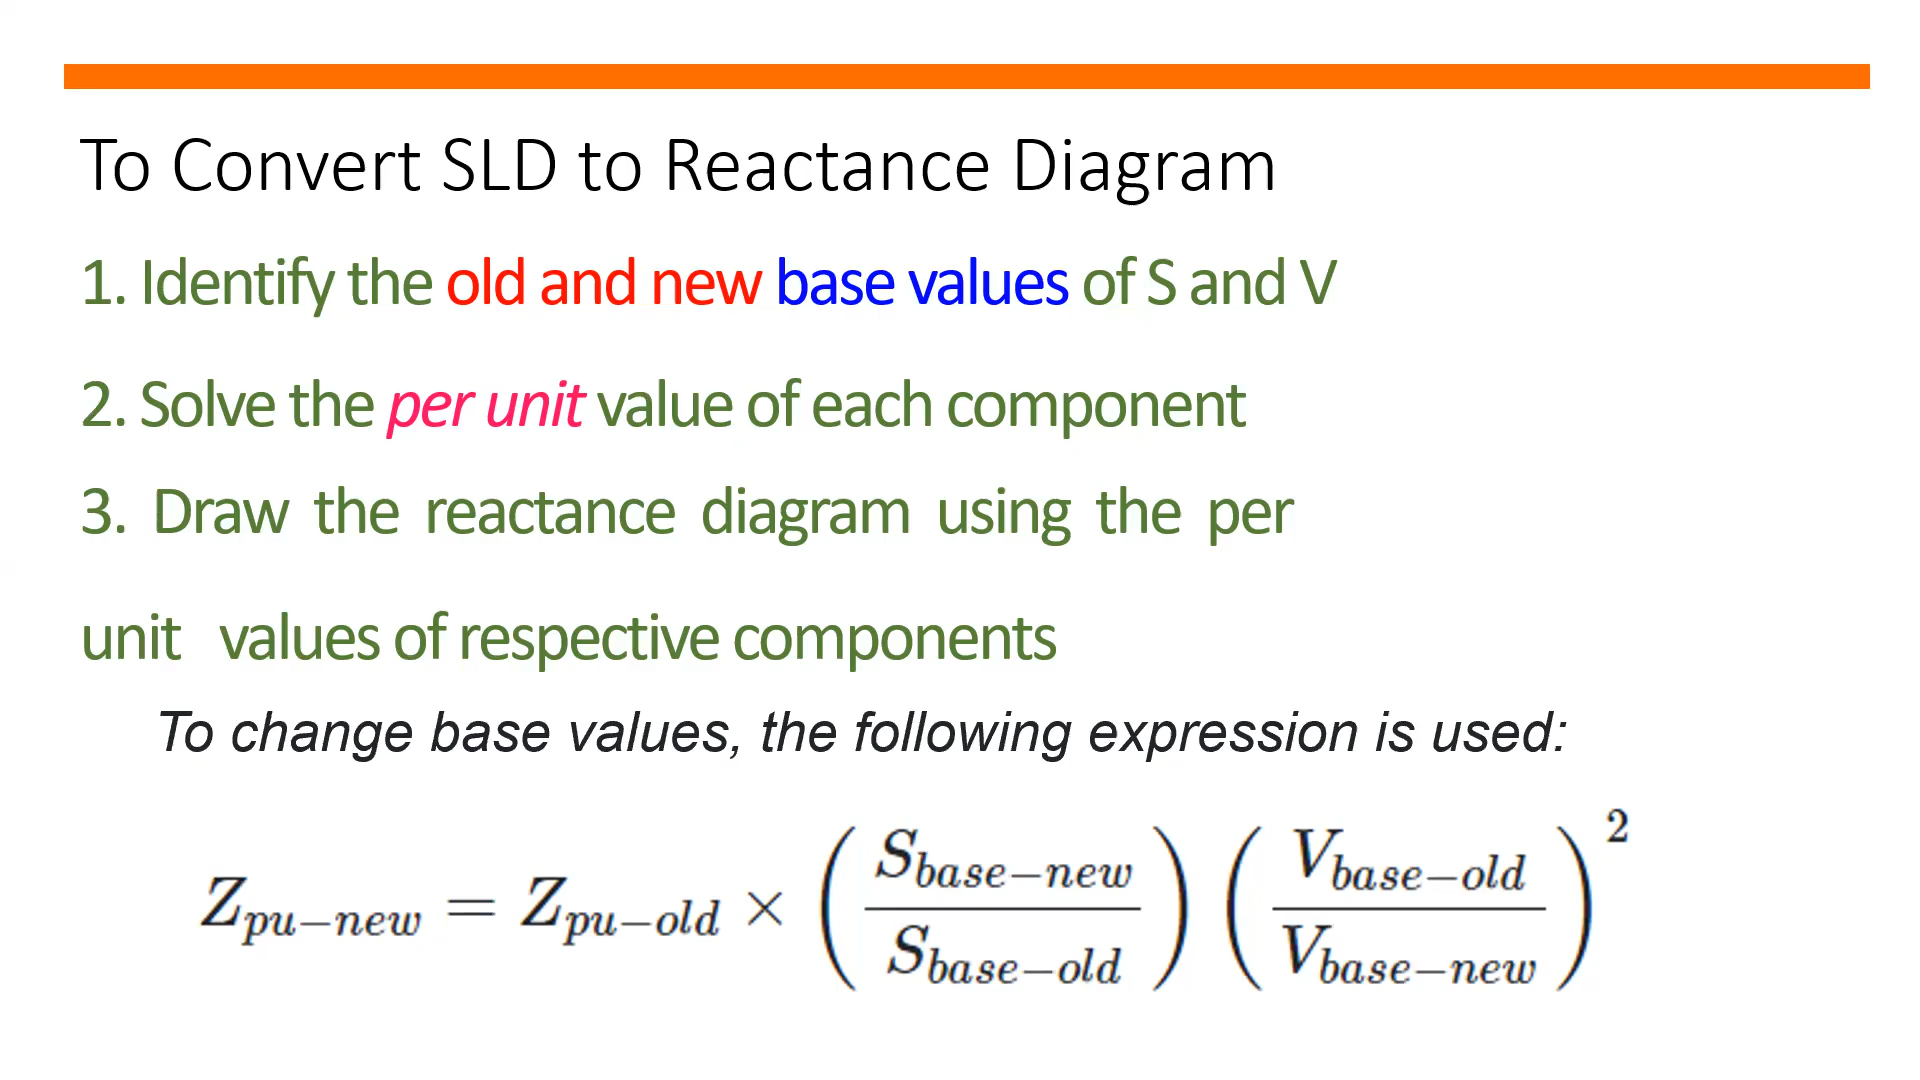 To Convert SLD to Reactance Diagram
1. Identify the old and new base values of S and V
2. Solve the per unit value of each component
3. Draw the reactance diagram using the per
unit values of respective components
To change base values, the following expression is used:
Z_{pu-new} = Z_{pu-old} × (S_{base-new} / S_{base-old}) (V_{base-old} / V_{base-new})^2